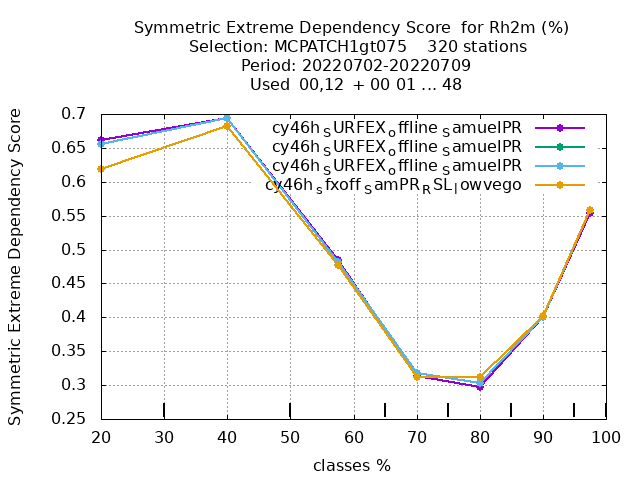 Symmetric Extreme Dependency Score for Rh2m (%)
Selection: MCPATCH1gt075 320 stations
Period: 20220702-20220709
Used 00,12 + 00 01 ... 48
Symmetric Extreme Dependency Score
0.7
0.65
0.6
0.55
0.5
0.45
0.4
0.35
0.3
0.25
cy46h_SURFEX_offline_SamuelPR
cy46h_SURFEX_offline_SamuelPR
cy46h_SURFEX_offline_SamuelPR
cy46h_sfxoff_SamPR_RSL_lowvego
20 30 40 50 60 70 80 90 100
classes %